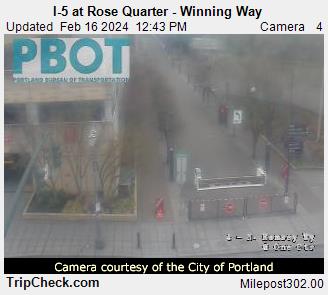 I-5 at Rose Quarter - Winning Way
Updated Feb 16 2024 12:43 PM Camera 4
PBOT
PORTLAND BUREAU OF TRANSPORTATION
Camera courtesy of the City of Portland
TripCheck.com Milepost302.00